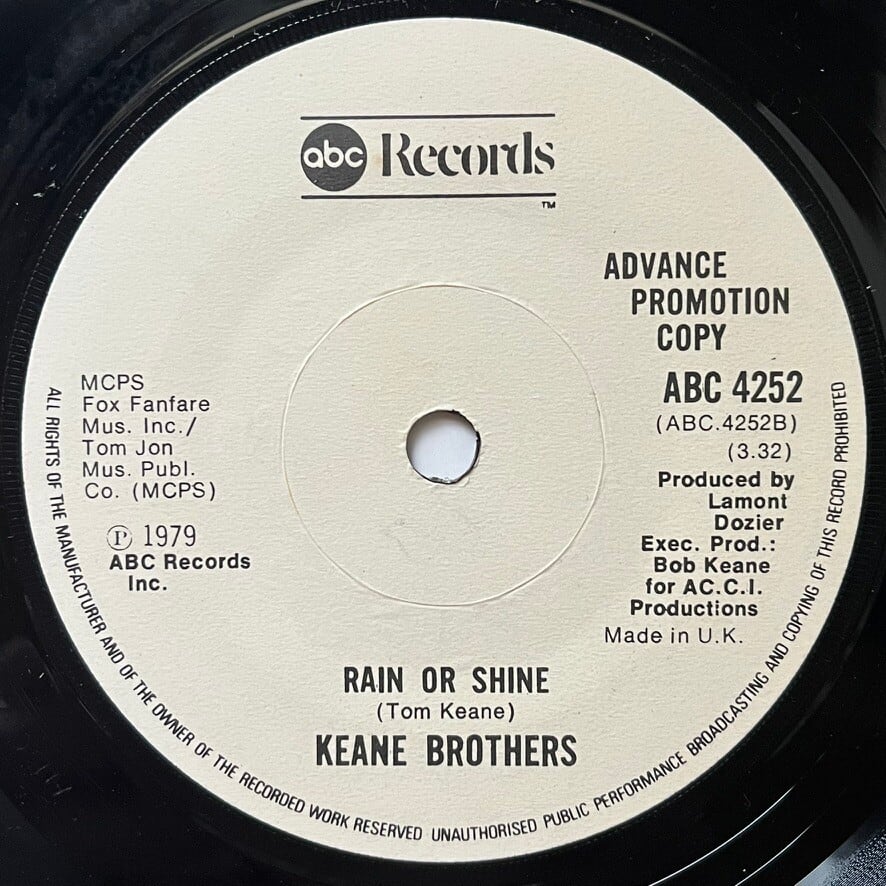 abc Records
TM
ADVANCE
PROMOTION
COPY
ABC 4252
(ABC.4252B)
(3.32)
Produced by
Lamont
Dozier
Exec. Prod.:
Bob Keane
for AC.C.I.
Productions
Made in U.K.
MCPS
Fox Fanfare
Mus. Inc./
Tom Jon
Mus. Publ.
Co. (MCPS)
Ⓟ 1979
ABC Records
Inc.
RAIN OR SHINE
(Tom Keane)
KEANE BROTHERS
ALL RIGHTS OF THE MANUFACTURER AND OF THE OWNER OF THE RECORDED WORK RESERVED UNAUTHORISED PUBLIC PERFORMANCE BROADCASTING AND COPYING OF THIS RECORD PROHIBITED